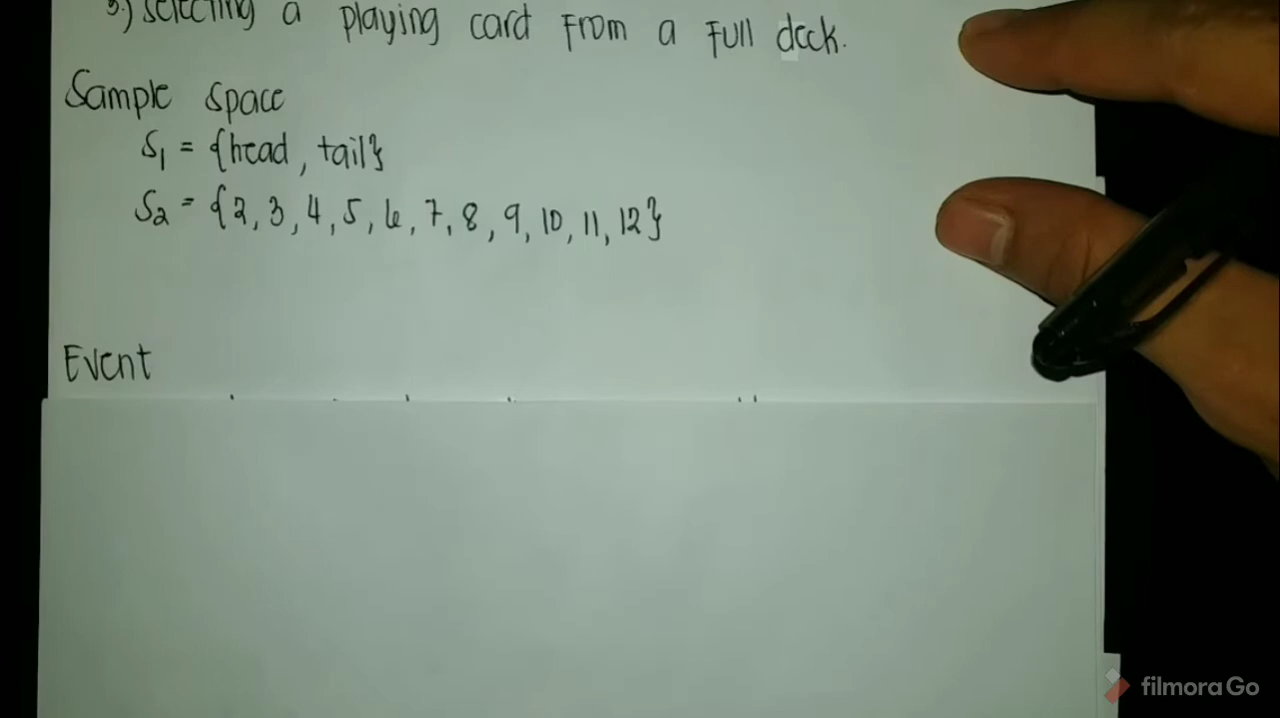 3.) selecting a playing card from a full deck.
Sample space
S₁ = {head, tail}
S₂ = {2, 3, 4, 5, 6, 7, 8, 9, 10, 11, 12}
Event
filmoraGo